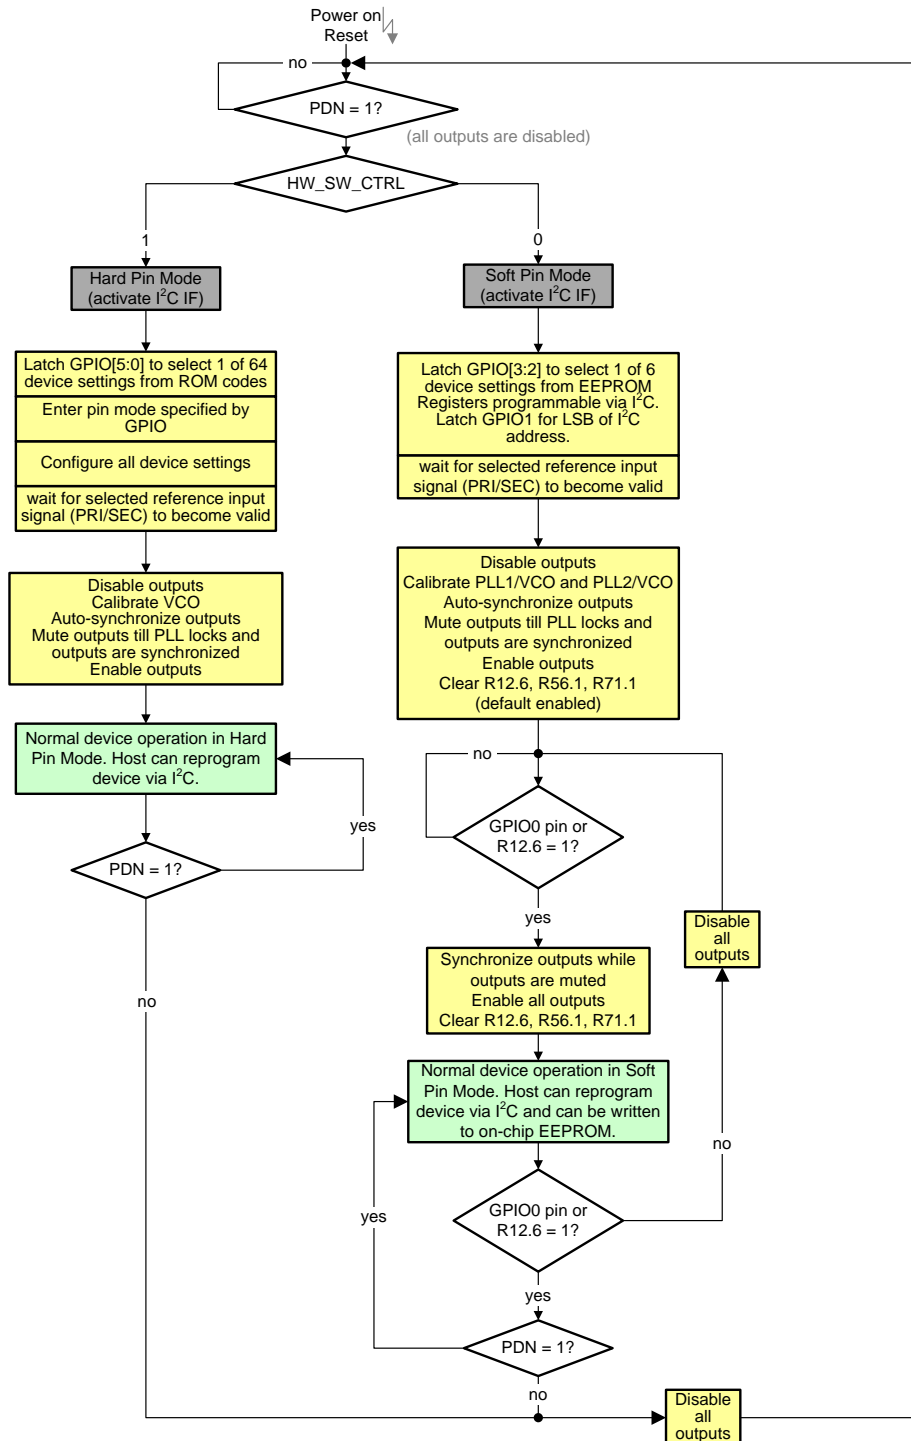 Power on
Reset
no
PDN = 1?
(all outputs are disabled)
HW_SW_CTRL
1
0
Hard Pin Mode
(activate I²C IF)
Soft Pin Mode
(activate I²C IF)
Latch GPIO[5:0] to select 1 of 64
device settings from ROM codes
Enter pin mode specified by
GPIO
Configure all device settings
wait for selected reference input
signal (PRI/SEC) to become valid
Latch GPIO[3:2] to select 1 of 6
device settings from EEPROM
Registers programmable via I²C.
Latch GPIO1 for LSB of I²C
address.
wait for selected reference input
signal (PRI/SEC) to become valid
Disable outputs
Calibrate VCO
Auto-synchronize outputs
Mute outputs till PLL locks and
outputs are synchronized
Enable outputs
Disable outputs
Calibrate PLL1/VCO and PLL2/VCO
Auto-synchronize outputs
Mute outputs till PLL locks and
outputs are synchronized
Enable outputs
Clear R12.6, R56.1, R71.1
(default enabled)
Normal device operation in Hard
Pin Mode. Host can reprogram
device via I²C.
yes
PDN = 1?
no
no
GPIO0 pin or
R12.6 = 1?
yes
Disable
all
outputs
Synchronize outputs while
outputs are muted
Enable all outputs
Clear R12.6, R56.1, R71.1
Normal device operation in Soft
Pin Mode. Host can reprogram
device via I²C and can be written
to on-chip EEPROM.
no
GPIO0 pin or
R12.6 = 1?
yes
yes
PDN = 1?
no
Disable
all
outputs